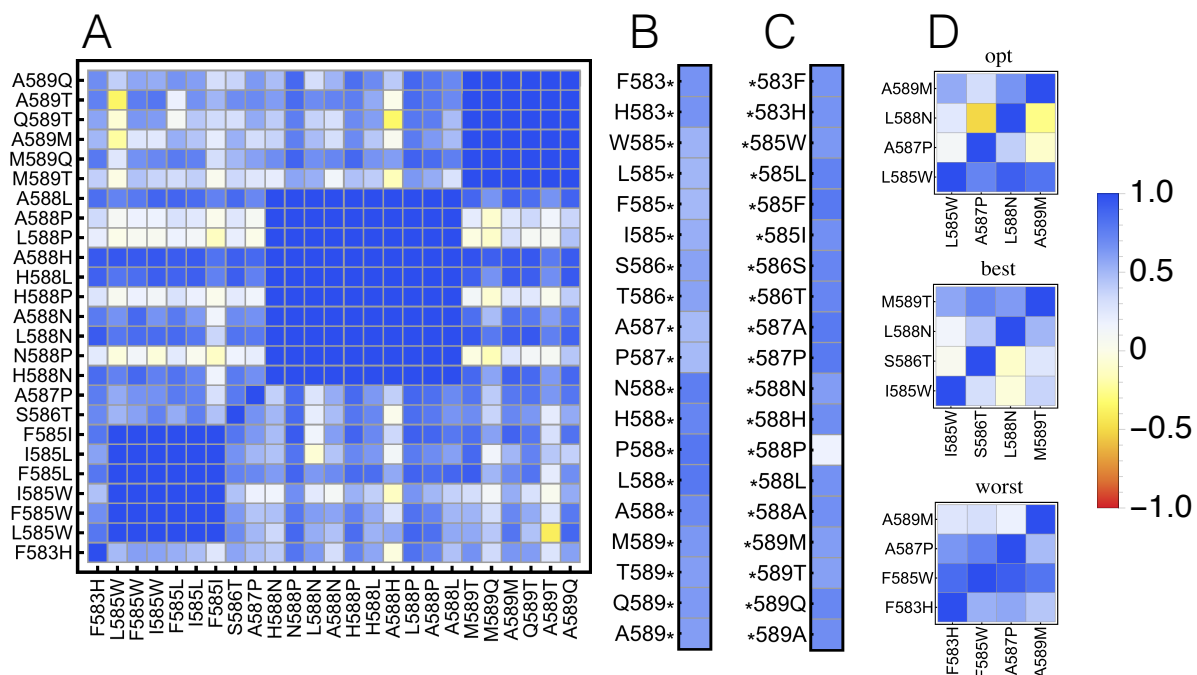 A
B
C
D
A589Q
A589T
Q589T
A589M
M589Q
M589T
A588L
A588P
L588P
A588H
H588L
H588P
A588N
L588N
N588P
H588N
A587P
S586T
F585I
I585L
F585L
I585W
F585W
L585W
F583H
F583H
L585W
F585W
I585W
F585L
I585L
F585I
S586T
A587P
H588N
N588P
L588N
A588N
H588P
H588L
A588H
L588P
A588P
A588L
M589T
M589Q
A589M
Q589T
A589T
A589Q
F583*
H583*
W585*
L585*
F585*
I585*
S586*
T586*
A587*
P587*
N588*
H588*
P588*
L588*
A588*
M589*
T589*
Q589*
A589*
*583F
*583H
*585W
*585L
*585F
*585I
*586S
*586T
*587A
*587P
*588N
*588H
*588P
*588L
*588A
*589M
*589T
*589Q
*589A
opt
A589M
L588N
A587P
L585W
L585W
A587P
L588N
A589M
best
M589T
L588N
S586T
I585W
I585W
S586T
L588N
M589T
worst
A589M
A587P
F585W
F583H
F583H
F585W
A587P
A589M
1.0
0.5
0
−0.5
−1.0